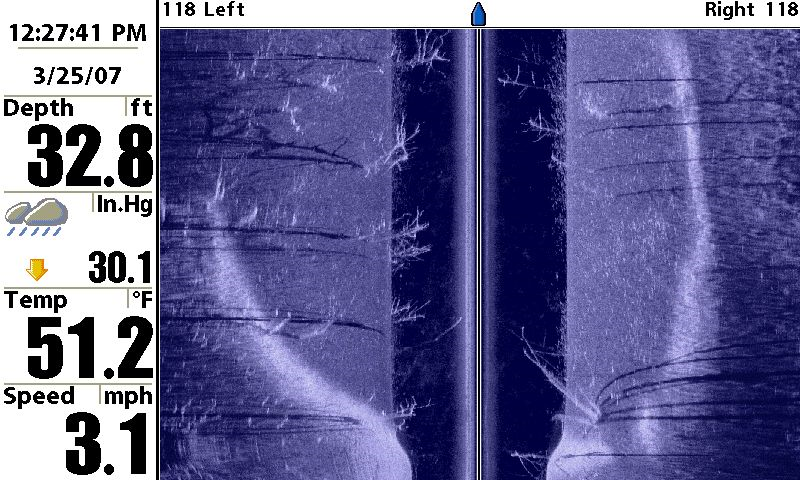 118 Left
Right 118
12:27:41 PM
3/25/07
Depth ft
32.8
In.Hg
30.1
Temp °F
51.2
Speed mph
3.1